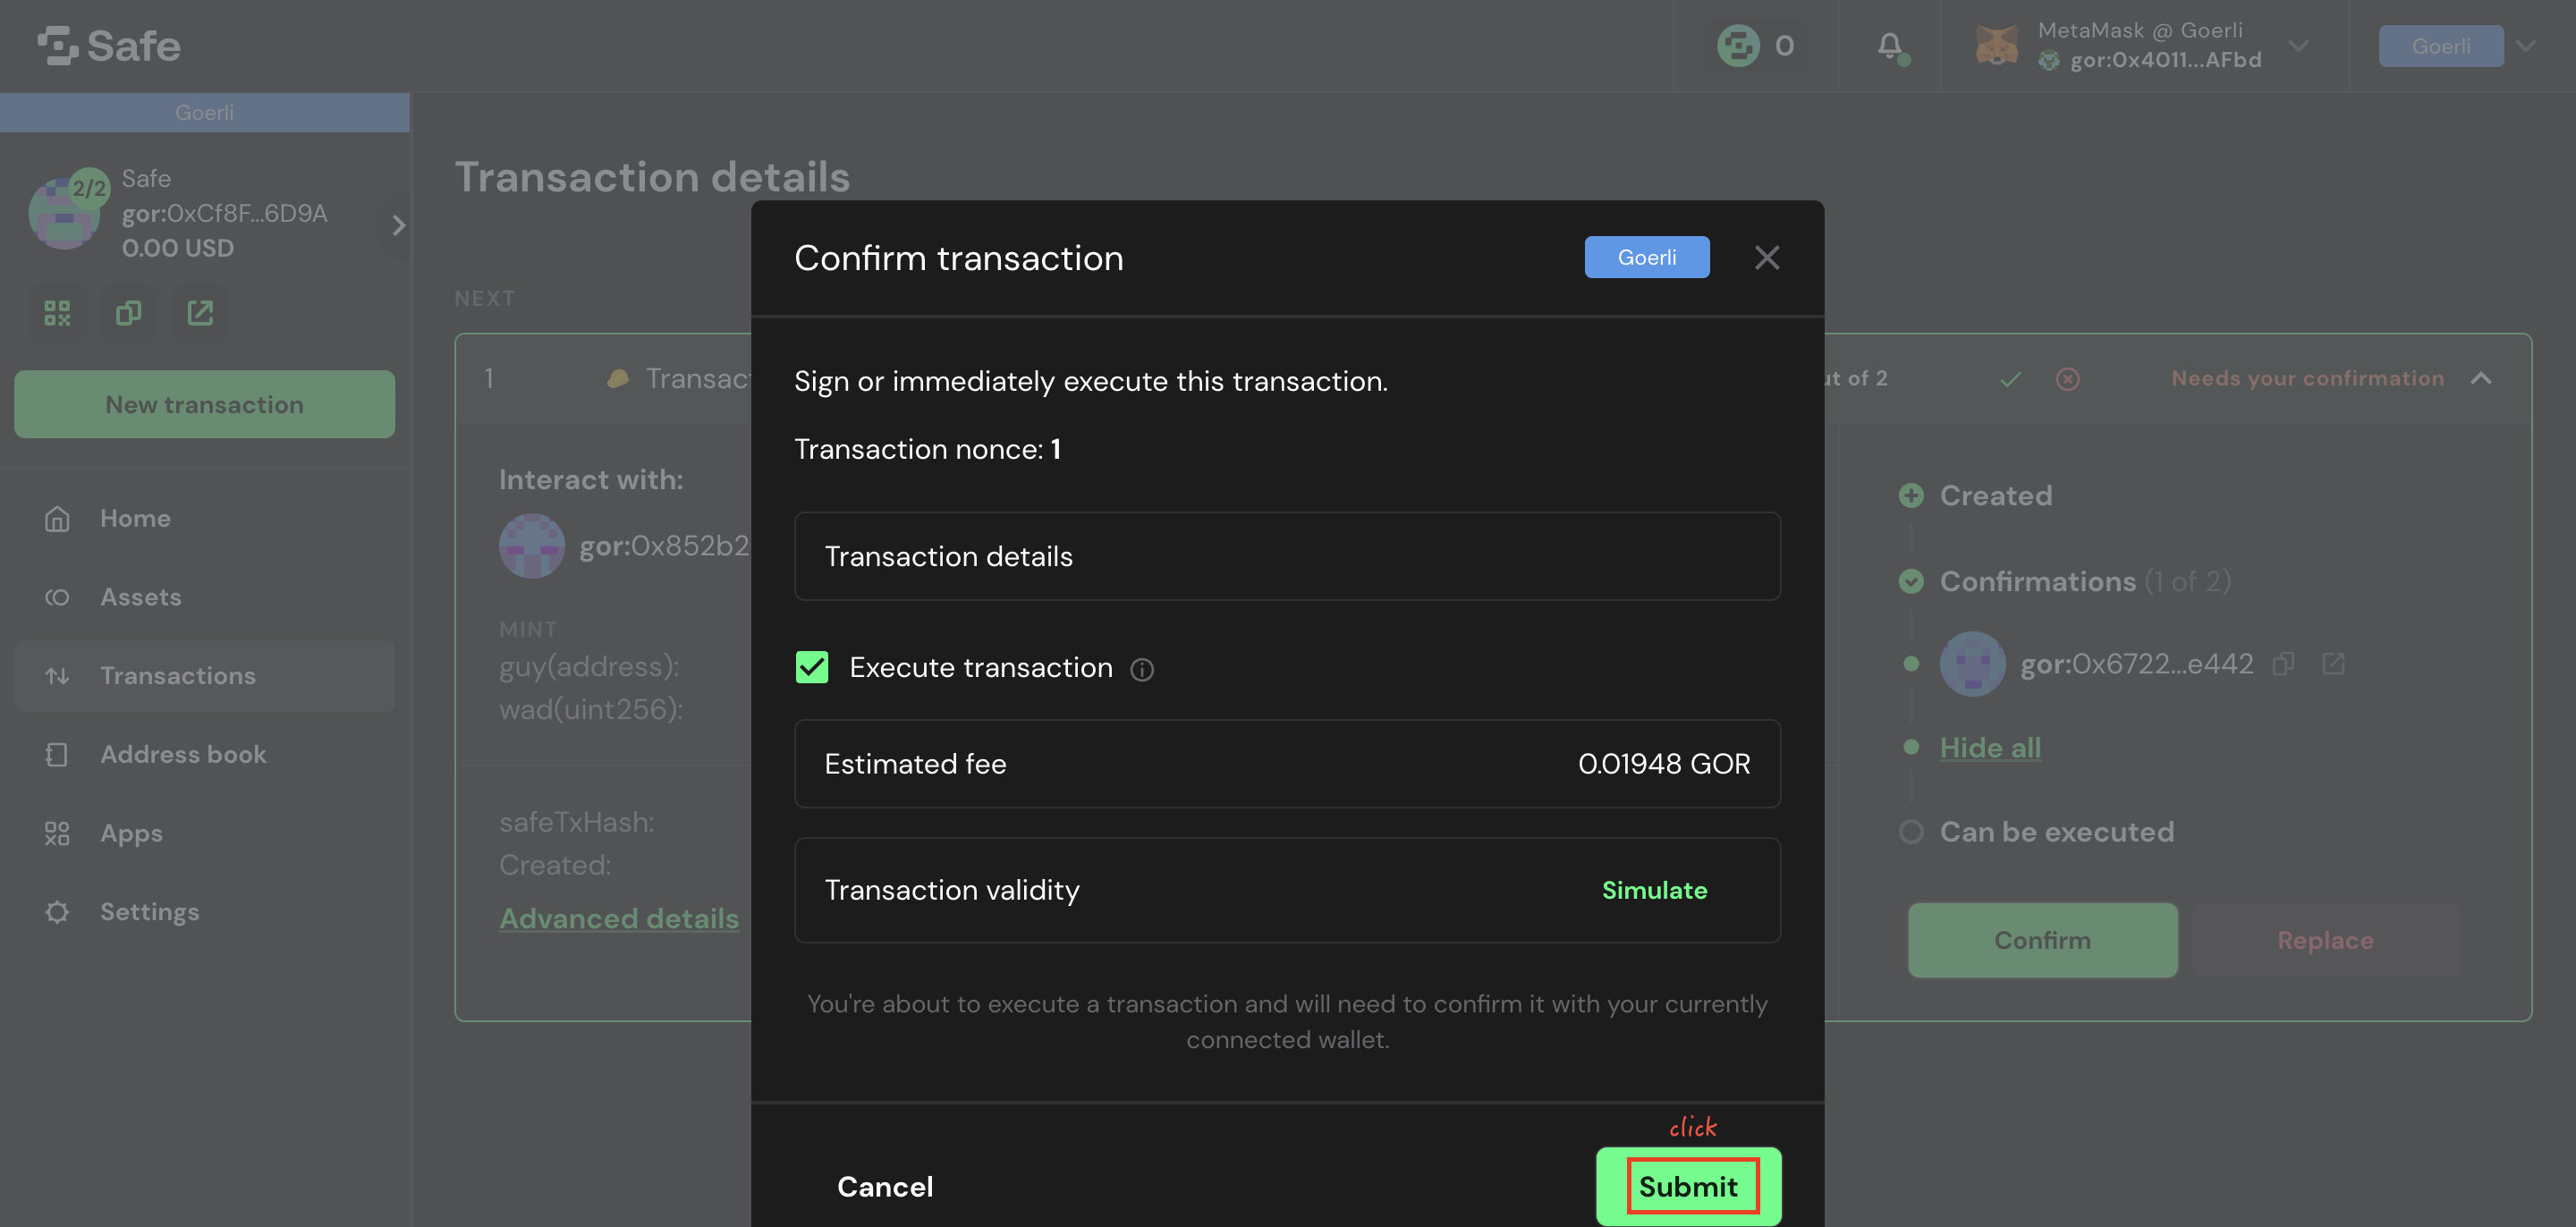 Safe
0
MetaMask @ Goerli
gor:0x4011...AFbd
Goerli
Goerli
2/2
Safe
gor:0xCf8F...6D9A
0.00 USD
New transaction
Home
Assets
Transactions
Address book
Apps
Settings
Transaction details
NEXT
1
Transac
ut of 2
Needs your confirmation
Interact with:
gor:0x852b2
MINT
guy(address):
wad(uint256):
safeTxHash:
Created:
Advanced details
Confirm transaction
Goerli
Sign or immediately execute this transaction.
Transaction nonce: 1
Transaction details
Execute transaction
Estimated fee
0.01948 GOR
Transaction validity
Simulate
You're about to execute a transaction and will need to confirm it with your currently
connected wallet.
click
Cancel
Submit
Created
Confirmations (1 of 2)
gor:0x6722...e442
Hide all
Can be executed
Confirm
Replace